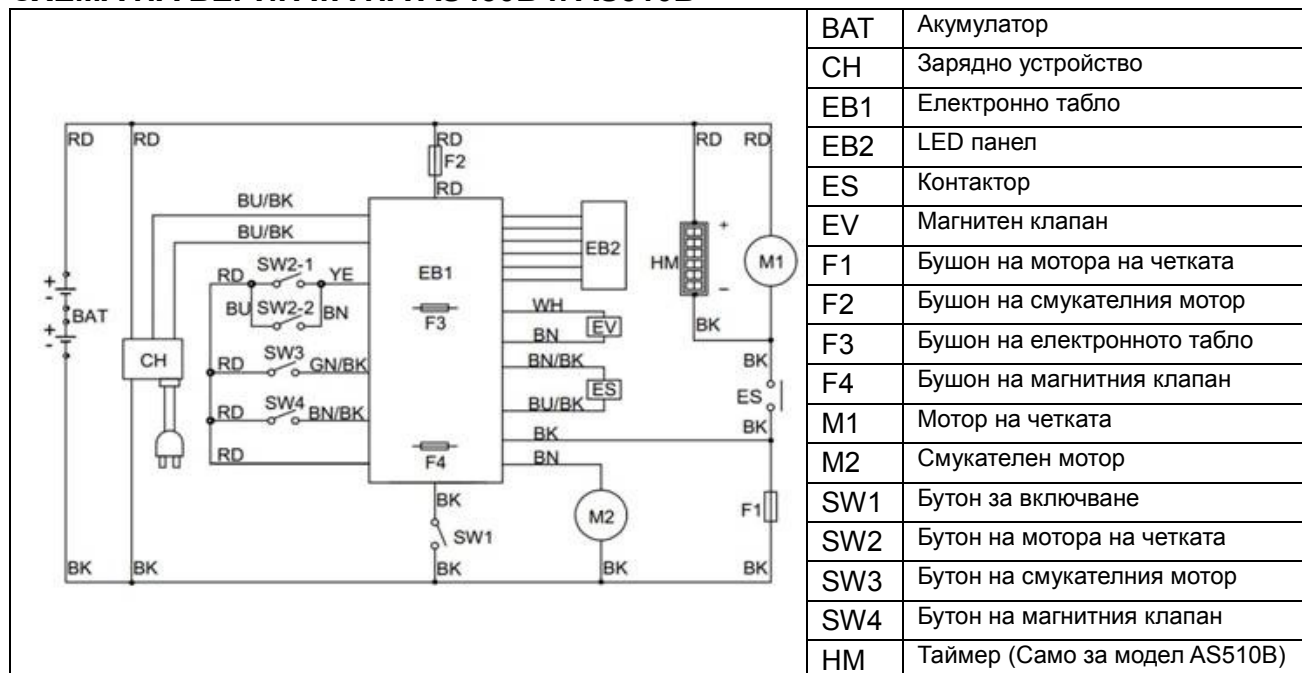 RD
RD
RD
F2
RD
RD
RD
BU/BK
BU/BK
SW2-1
RD
YE
BU
SW2-2
BN
EB1
F3
EB2
HM
+
−
M1
+
-
BAT
+
-
CH
WH
EV
BN
BK
RD
SW3
GN/BK
BN/BK
ES
BK
ES
RD
SW4
BN/BK
BU/BK
BK
BK
RD
F4
BN
BK
SW1
M2
F1
BK
BK
BK
BK
BK
BAT Акумулатор
CH Зарядно устройство
EB1 Електронно табло
EB2 LED панел
ES Контактор
EV Магнитен клапан
F1 Бушон на мотора на четката
F2 Бушон на смукателния мотор
F3 Бушон на електронното табло
F4 Бушон на магнитния клапан
M1 Мотор на четката
M2 Смукателен мотор
SW1 Бутон за включване
SW2 Бутон на мотора на четката
SW3 Бутон на смукателния мотор
SW4 Бутон на магнитния клапан
HM Таймер (Само за модел AS510B)